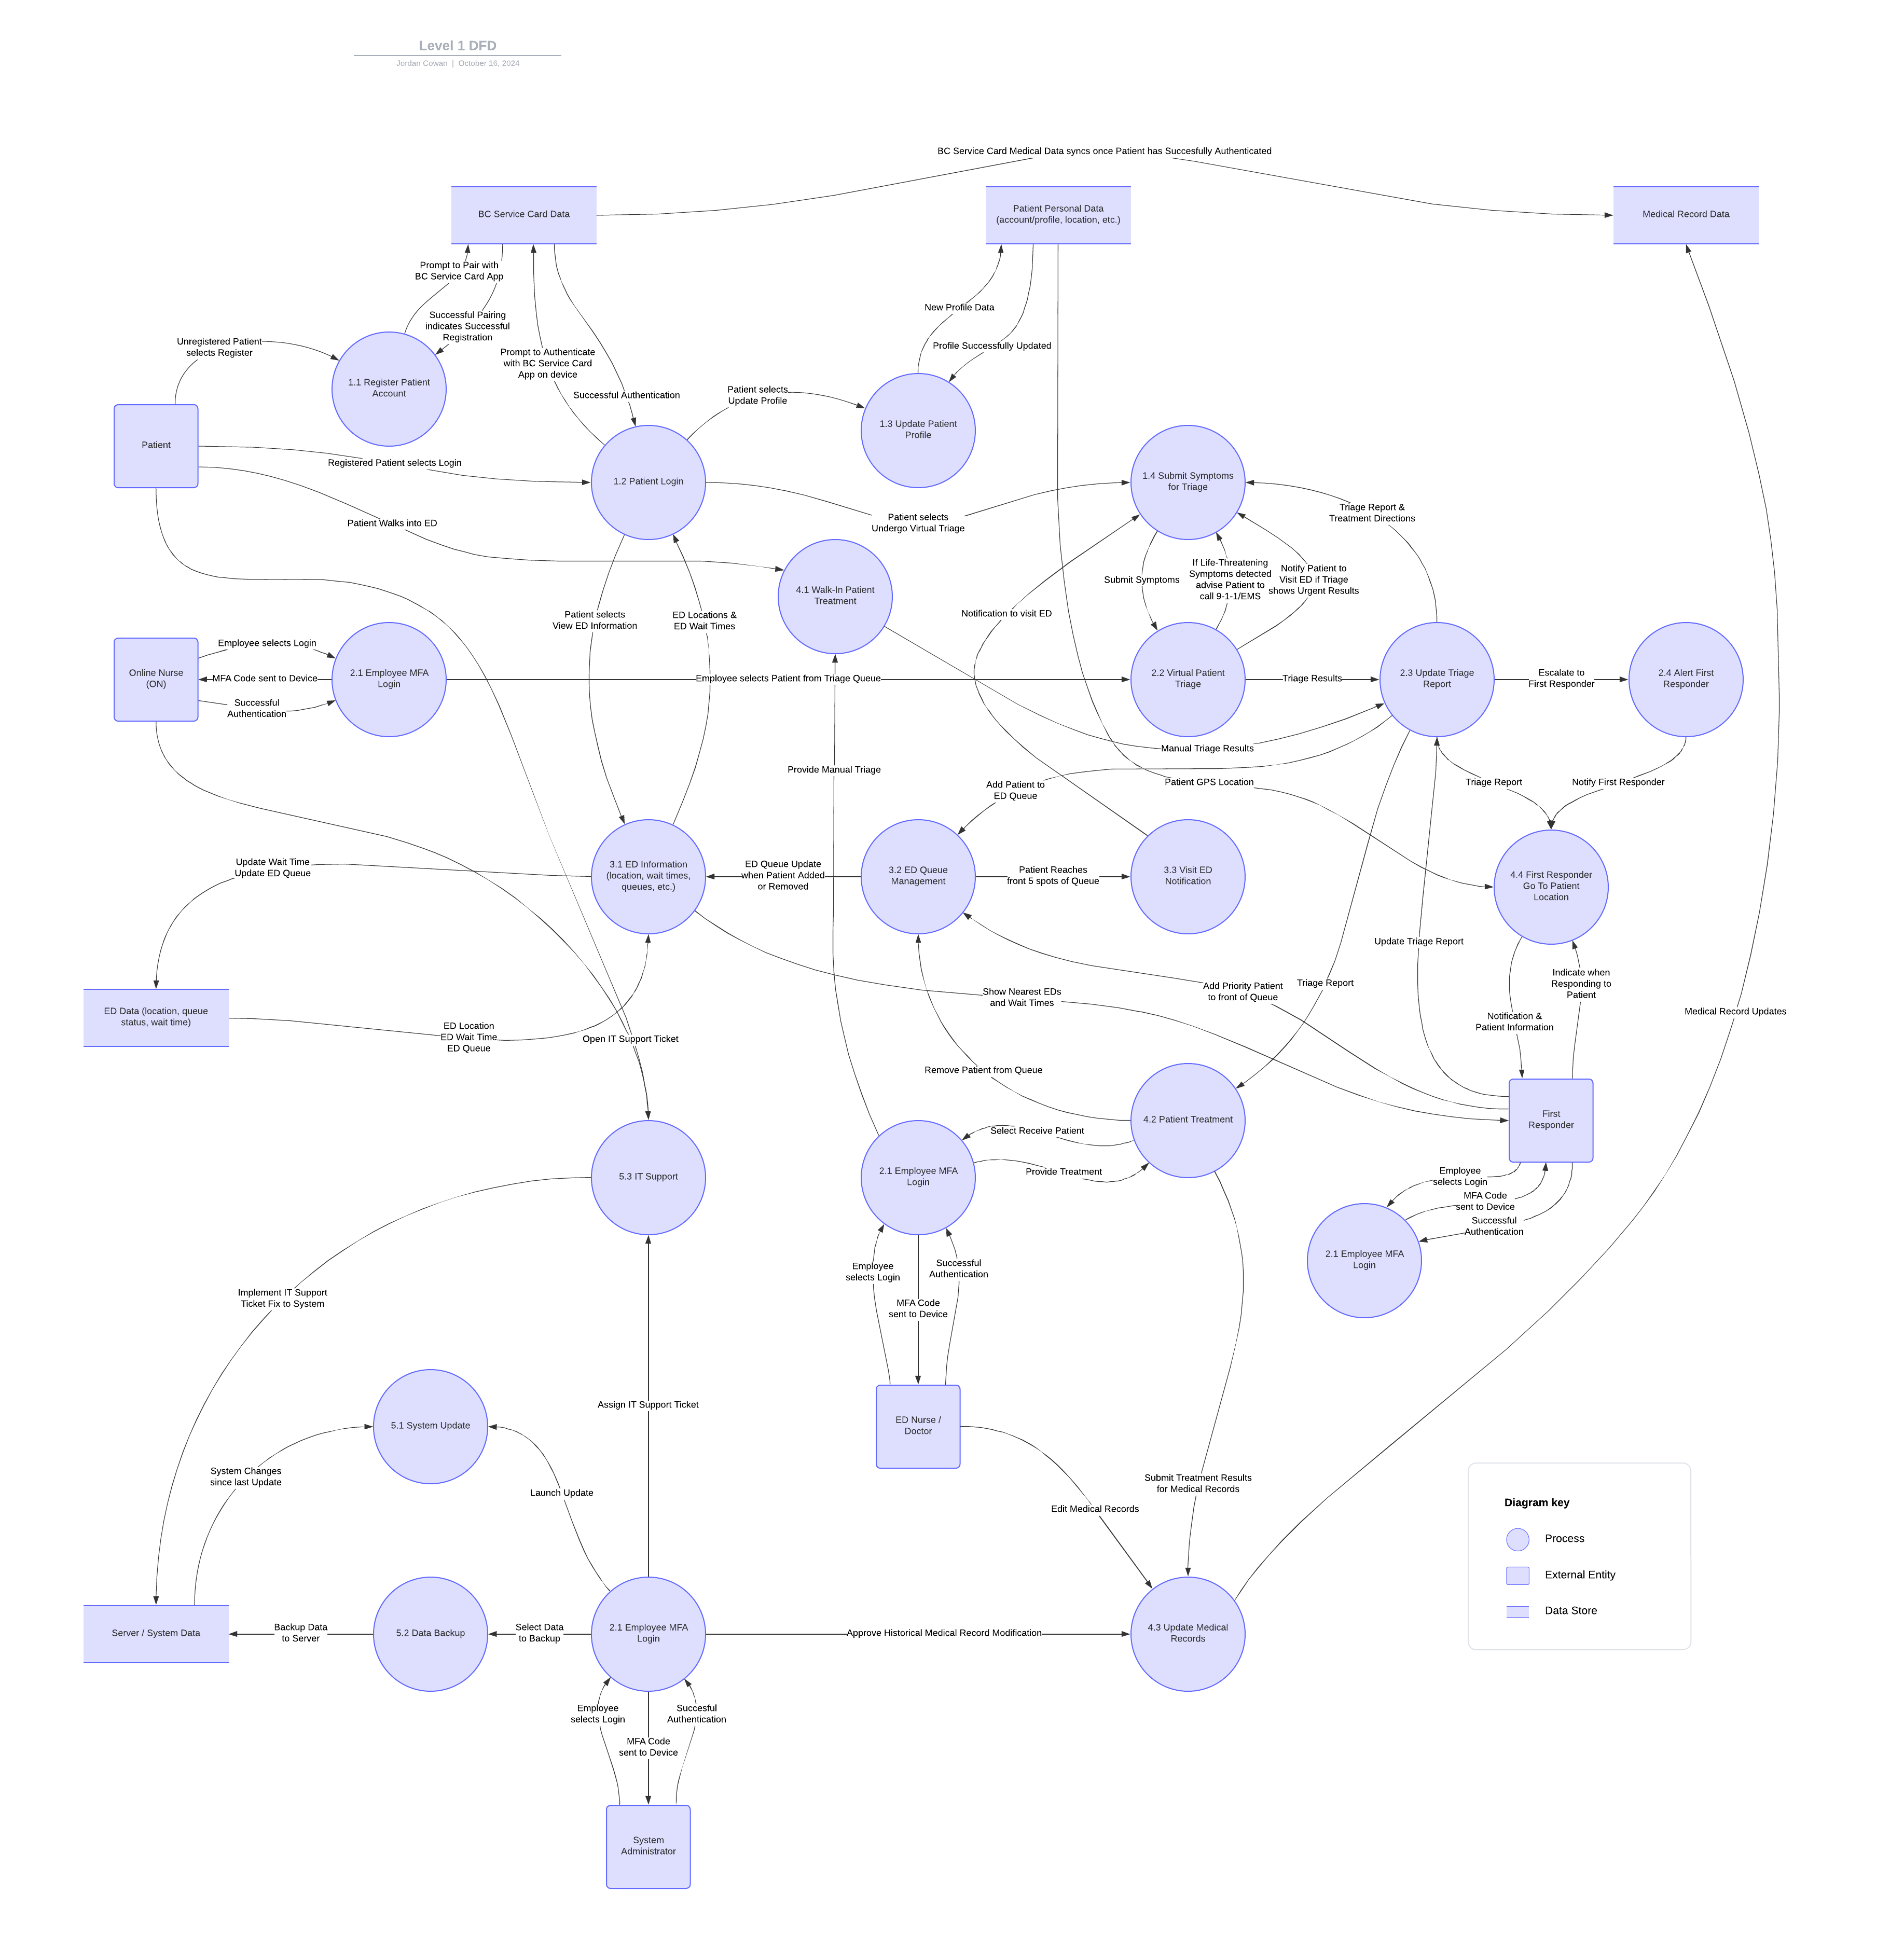 Level 1 DFD
Jordan Cowan | October 16, 2024
BC Service Card Medical Data syncs once Patient has Succesfully Authenticated
BC Service Card Data
Patient Personal Data
(account/profile, location, etc.)
Medical Record Data
Prompt to Pair with
BC Service Card App
Successful Pairing
indicates Successful
Registration
New Profile Data
Profile Successfully Updated
Unregistered Patient
selects Register
Prompt to Authenticate
with BC Service Card
App on device
Successful Authentication
1.1 Register Patient
Account
Patient selects
Update Profile
1.3 Update Patient
Profile
Patient
Registered Patient selects Login
1.2 Patient Login
1.4 Submit Symptoms
for Triage
Patient Walks into ED
Patient selects
Undergo Virtual Triage
Triage Report &
Treatment Directions
4.1 Walk-In Patient
Treatment
Submit Symptoms
If Life-Threatening
Symptoms detected
advise Patient to
call 9-1-1/EMS
Notify Patient to
Visit ED if Triage
shows Urgent Results
Patient selects
View ED Information
ED Locations &
ED Wait Times
Notification to visit ED
Online Nurse
(ON)
Employee selects Login
MFA Code sent to Device
Successful
Authentication
2.1 Employee MFA
Login
Employee selects Patient from Triage Queue
2.2 Virtual Patient
Triage
Triage Results
2.3 Update Triage
Report
Escalate to
First Responder
2.4 Alert First
Responder
Manual Triage Results
Provide Manual Triage
Add Patient to
ED Queue
Patient GPS Location
Triage Report
Notify First Responder
Update Wait Time
Update ED Queue
3.1 ED Information
(location, wait times,
queues, etc.)
ED Queue Update
when Patient Added
or Removed
3.2 ED Queue
Management
Patient Reaches
front 5 spots of Queue
3.3 Visit ED
Notification
4.4 First Responder
Go To Patient
Location
Update Triage Report
Indicate when
Responding to
Patient
Show Nearest EDs
and Wait Times
Add Priority Patient
to front of Queue
Triage Report
Notification &
Patient Information
Medical Record Updates
ED Data (location, queue
status, wait time)
ED Location
ED Wait Time
ED Queue
Open IT Support Ticket
Remove Patient from Queue
4.2 Patient Treatment
First
Responder
Select Receive Patient
Provide Treatment
5.3 IT Support
2.1 Employee MFA
Login
Employee
selects Login
MFA Code
sent to Device
Successful
Authentication
2.1 Employee MFA
Login
Implement IT Support
Ticket Fix to System
Employee
selects Login
Successful
Authentication
MFA Code
sent to Device
Assign IT Support Ticket
5.1 System Update
ED Nurse /
Doctor
System Changes
since last Update
Launch Update
Edit Medical Records
Submit Treatment Results
for Medical Records
Server / System Data
Backup Data
to Server
5.2 Data Backup
Select Data
to Backup
2.1 Employee MFA
Login
Approve Historical Medical Record Modification
4.3 Update Medical
Records
Employee
selects Login
Succesful
Authentication
MFA Code
sent to Device
System
Administrator
Diagram key
Process
External Entity
Data Store